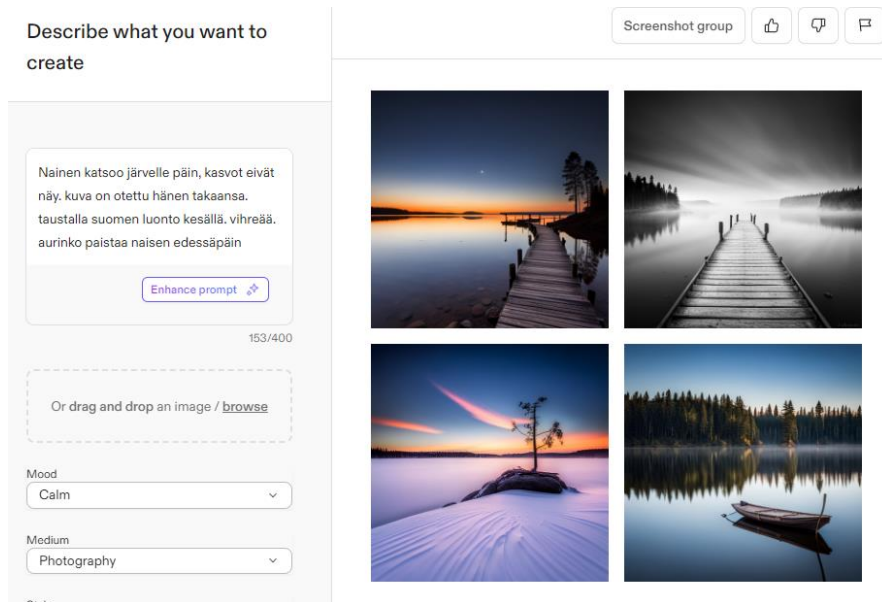 Describe what you want to
create
Screenshot group
Nainen katsoo järvelle päin, kasvot eivät
näy. kuva on otettu hänen takaansa.
taustalla suomen luonto kesällä. vihreää.
aurinko paistaa naisen edessäpäin
Enhance prompt
153/400
Or drag and drop an image / browse
Mood
Calm
Medium
Photography